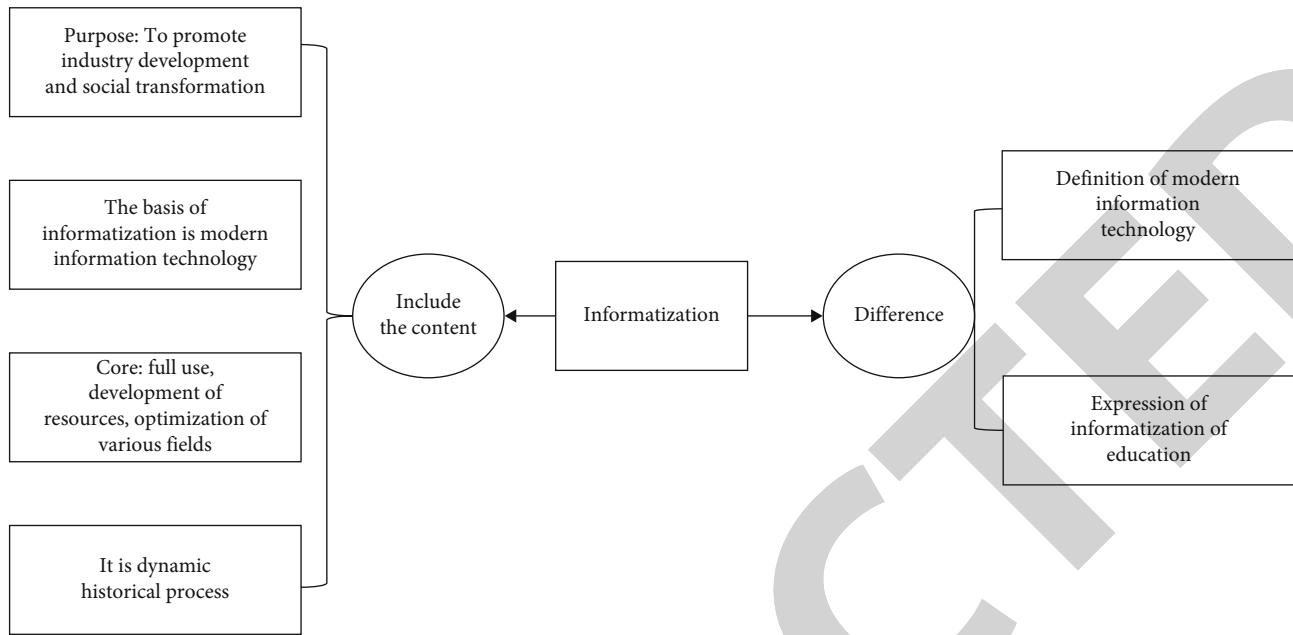 Purpose: To promote
industry development
and social transformation
The basis of
informatization is modern
information technology
Core: full use,
development of
resources, optimization of
various fields
It is dynamic
historical process
Include
the content
Informatization
Difference
Definition of modern
information
technology
Expression of
informatization of
education
CTED